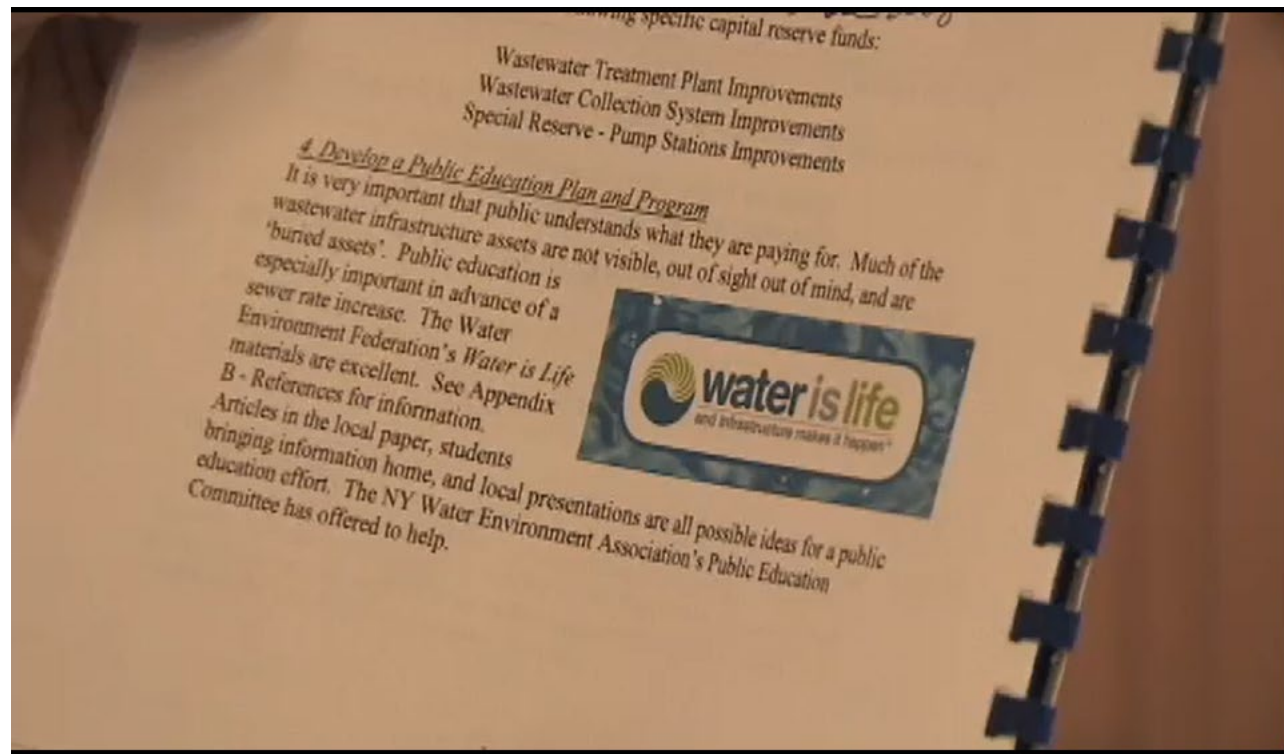 specific capital reserve funds:
Wastewater Treatment Plant Improvements
Wastewater Collection System Improvements
Special Reserve - Pump Stations Improvements
4. Develop a Public Education Plan and Program
It is very important that public understands what they are paying for. Much of the
wastewater infrastructure assets are not visible, out of sight out of mind, and are
'buried assets'. Public education is
especially important in advance of a
sewer rate increase. The Water
Environment Federation's Water is Life
materials are excellent. See Appendix
B - References for information.
Articles in the local paper, students
bringing information home, and local presentations are all possible ideas for a public
education effort. The NY Water Environment Association's Public Education
Committee has offered to help.
water is life
and infrastructure makes it happen